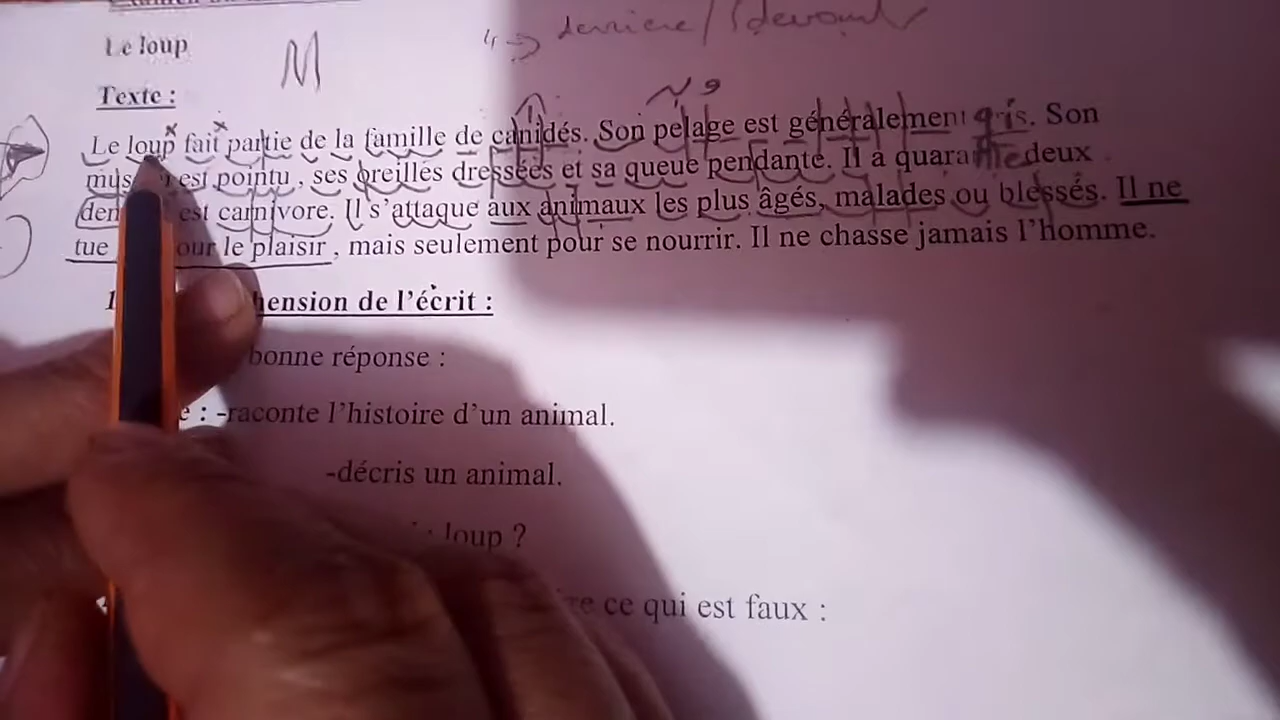 Le loup
M
derrière / devant
Texte :
Le loup fait partie de la famille de canidés. Son pelage est généralement gris. Son
est pointu , ses oreilles dressées et sa queue pendante. Il a quarante deux
est carnivore. Il s'attaque aux animaux les plus âgés, malades ou blessés. Il ne
tue le plaisir , mais seulement pour se nourrir. Il ne chasse jamais l'homme.
de l'écrit :
bonne réponse :
: -raconte l'histoire d'un animal.
-décris un animal.
loup ?
ce qui est faux :